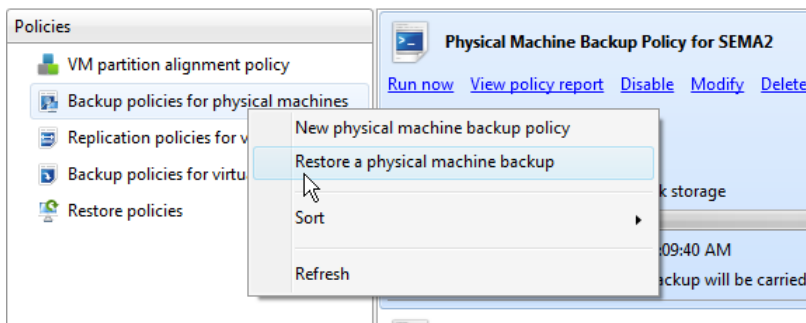 Policies
VM partition alignment policy
Backup policies for physical machines
Replication policies for v
Backup policies for virtu
Restore policies
New physical machine backup policy
Restore a physical machine backup
Sort
Refresh
Physical Machine Backup Policy for SEMA2
Run now View policy report Disable Modify Delete
k storage
:09:40 AM
ackup will be carried